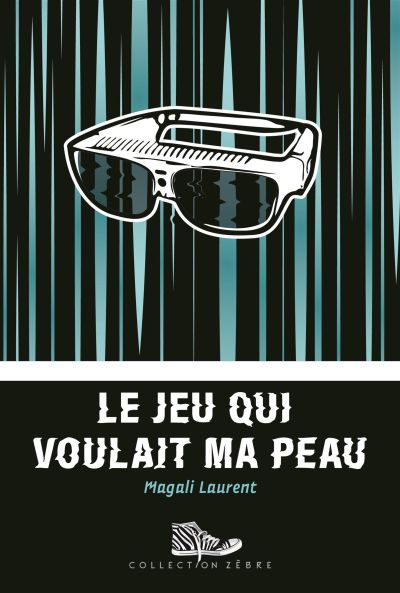 LE JEU QUI
VOULAIT MA PEAU
Magali Laurent
COLLECTION ZÈBRE